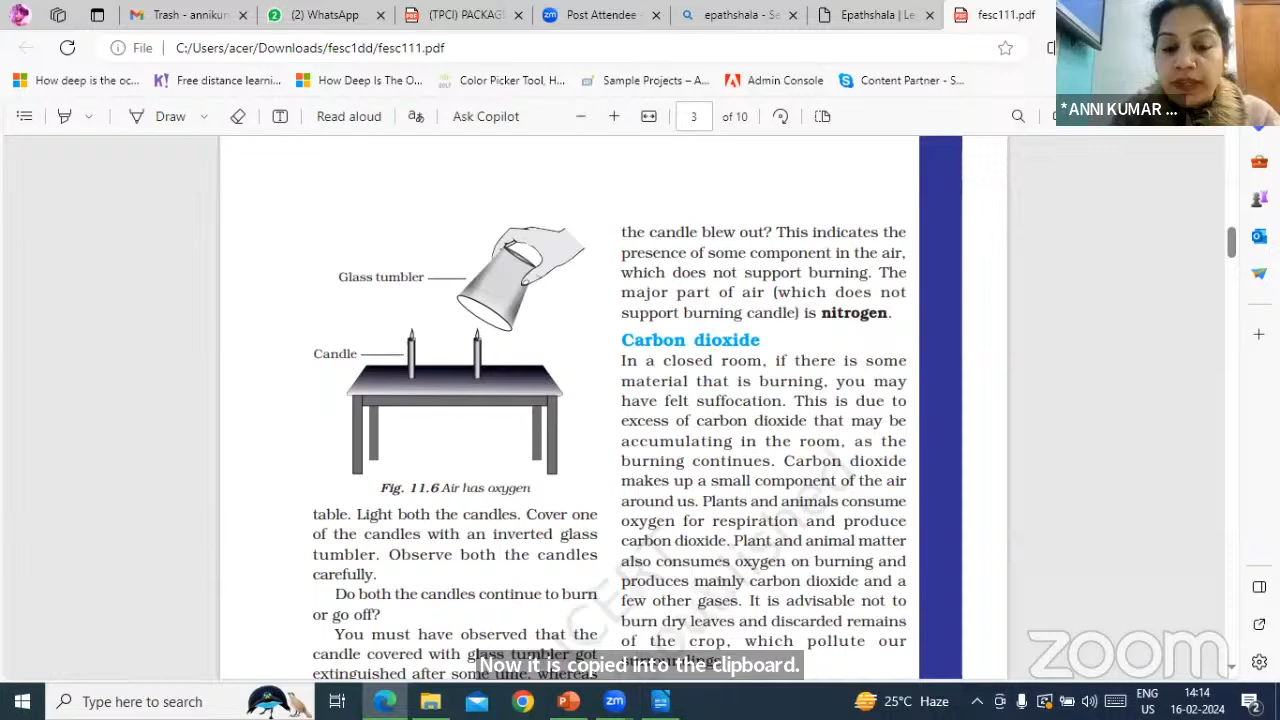 Trash - annikun
(2) WhatsApp
(TPC) PACKAGI
Post Attendee -
epathshala - Se
Epathshala | Le
fesc111.pdf
File
C:/Users/acer/Downloads/fesc1dd/fesc111.pdf
How deep is the oc...
Free distance learni...
How Deep Is The O...
Color Picker Tool, H...
Sample Projects – A...
Admin Console
Content Partner - S...
*ANNI KUMAR ...
Draw
Read aloud
Ask Copilot
3
of 10
Glass tumbler
Candle
Fig. 11.6 Air has oxygen
table. Light both the candles. Cover one
of the candles with an inverted glass
tumbler. Observe both the candles
carefully.
Do both the candles continue to burn
or go off?
You must have observed that the
candle covered with glass tumbler got
extinguished after some time, whereas
the candle blew out? This indicates the
presence of some component in the air,
which does not support burning. The
major part of air (which does not
support burning candle) is nitrogen.
Carbon dioxide
In a closed room, if there is some
material that is burning, you may
have felt suffocation. This is due to
excess of carbon dioxide that may be
accumulating in the room, as the
burning continues. Carbon dioxide
makes up a small component of the air
around us. Plants and animals consume
oxygen for respiration and produce
carbon dioxide. Plant and animal matter
also consumes oxygen on burning and
produces mainly carbon dioxide and a
few other gases. It is advisable not to
burn dry leaves and discarded remains
of the crop, which pollute our
Now it is copied into the clipboard.
zoom
Type here to search
25°C Haze
ENG
US
14:14
16-02-2024
2